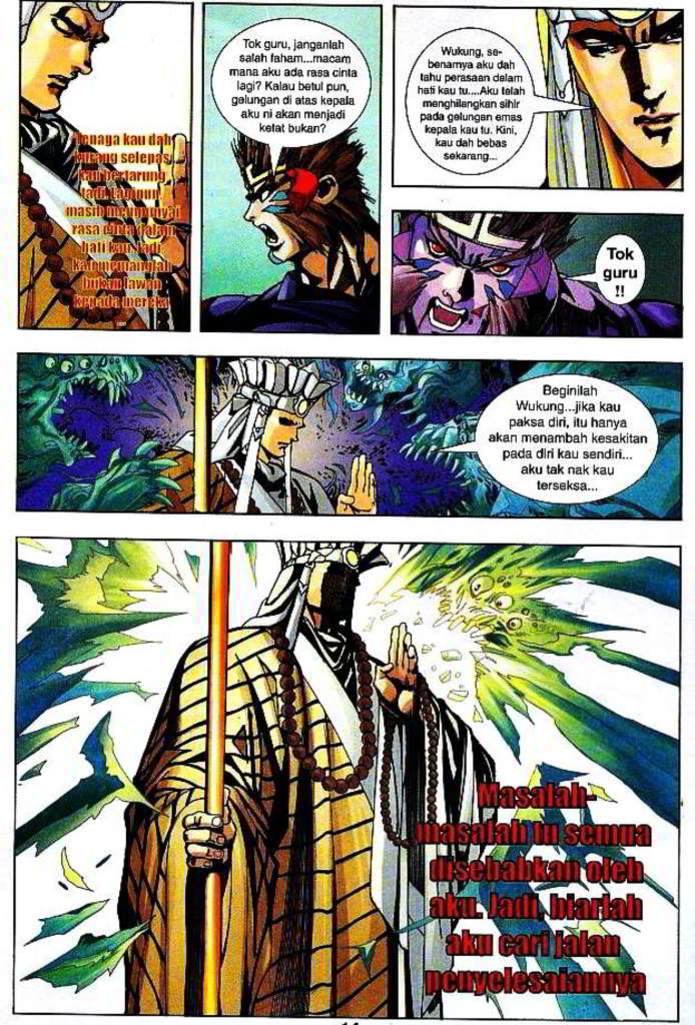 Tenaga kau dah
kurang selepas
kau bertarung
tadi. Lagipun,
masih mempunyai
rasa cinta dalam
hati kau. Jadi,
kau memanglah
bukan lawan
kepada mereka
Tok guru, janganlah
salah faham...macam
mana aku ada rasa cinta
lagi? Kalau betul pun,
gelungan di atas kepala
aku ni akan menjadi
ketat bukan?
Wukung, se-
benarnya aku dah
tahu perasaan dalam
hati kau tu....Aku telah
menghilangkan sihir
pada gelungan emas
kepala kau tu. Kini,
kau dah bebas
sekarang...
Tok
guru
!!
Beginilah
Wukung...jika kau
paksa diri, itu hanya
akan menambah kesakitan
pada diri kau sendiri...
aku tak nak kau
terseksa...
Masalah-
masalah tu semua
disebabkan oleh
aku. Jadi, biarlah
aku cari jalan
penyelesaiannya